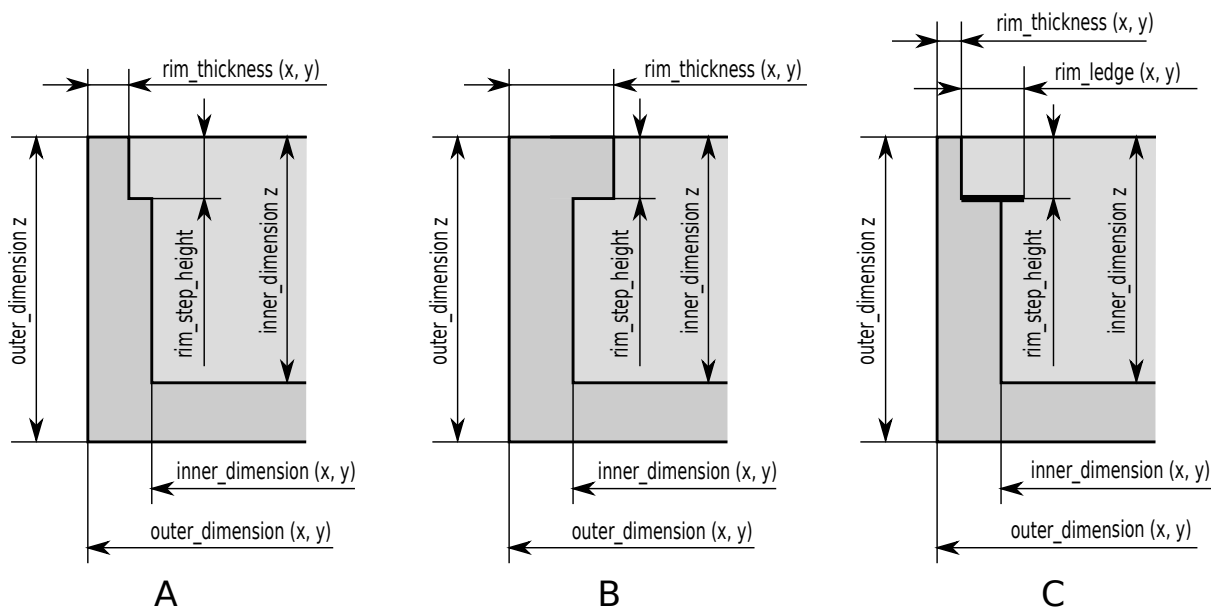 rim_thickness (x, y)
outer_dimension z
rim_step_height
inner_dimension z
inner_dimension (x, y)
outer_dimension (x, y)
A
rim_thickness (x, y)
outer_dimension z
rim_step_height
inner_dimension z
inner_dimension (x, y)
outer_dimension (x, y)
B
rim_thickness (x, y)
rim_ledge (x, y)
outer_dimension z
rim_step_height
inner_dimension z
inner_dimension (x, y)
outer_dimension (x, y)
C